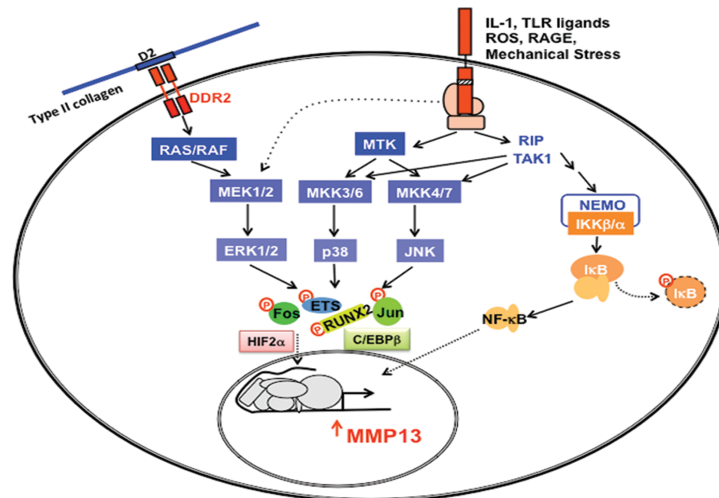 IL-1, TLR ligands
ROS, RAGE,
Mechanical Stress
D2
Type II collagen
DDR2
RAS/RAF
MTK
RIP
TAK1
MEK1/2
MKK3/6
MKK4/7
NEMO
IKKβ/α
ERK1/2
p38
JNK
IκB
P
IκB
P
Fos
P
ETS
P
RUNX2
P
Jun
NF-κB
HIF2α
C/EBPβ
↑MMP13